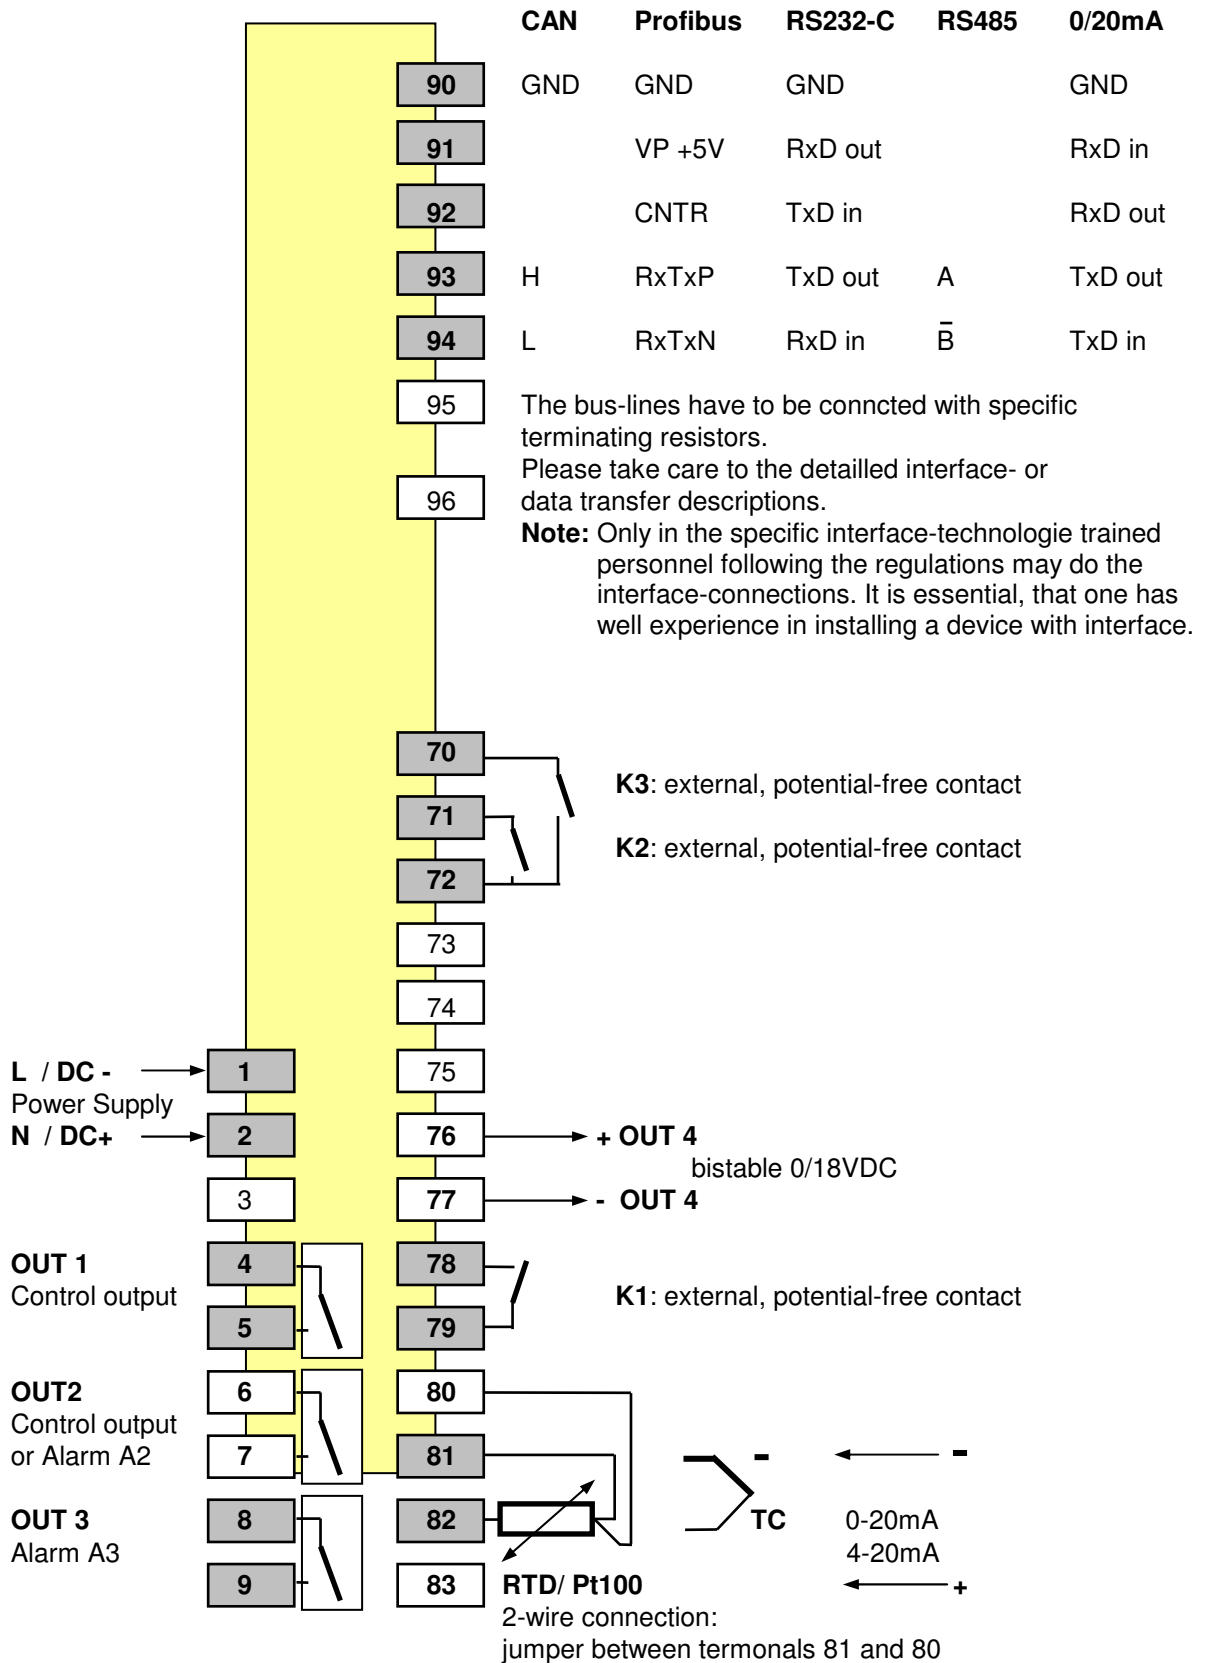 CAN Profibus RS232-C RS485 0/20mA
90 GND GND GND GND
91 VP +5V RxD out RxD in
92 CNTR TxD in RxD out
93 H RxTxP TxD out A TxD out
94 L RxTxN RxD in B̅ TxD in
95 The bus-lines have to be conncted with specific
terminating resistors.
Please take care to the detailled interface- or
96 data transfer descriptions.
Note: Only in the specific interface-technologie trained
personnel following the regulations may do the
interface-connections. It is essential, that one has
well experience in installing a device with interface.
70
K3: external, potential-free contact
71
K2: external, potential-free contact
72
73
74
L / DC - 1 75
Power Supply
N / DC+ 2 76 + OUT 4
bistable 0/18VDC
3 77 - OUT 4
OUT 1 4 78
Control output K1: external, potential-free contact
5 79
OUT2 6 80
Control output
or Alarm A2 7 81 - -
OUT 3 8 82 TC 0-20mA
Alarm A3 4-20mA
9 83 RTD/ Pt100 +
2-wire connection:
jumper between termonals 81 and 80